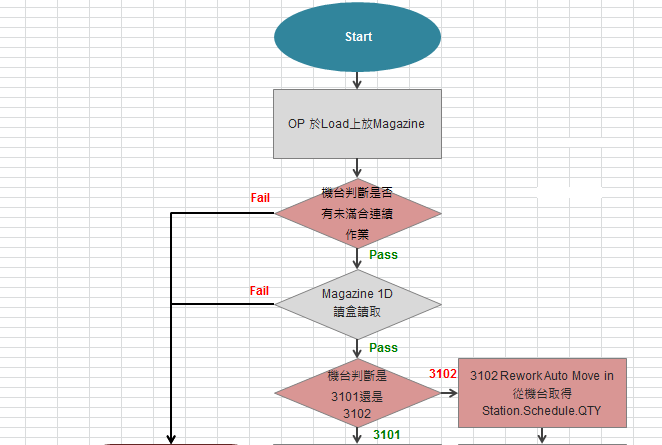 Start
OP 於Load上放Magazine
機台判斷是否
有未滿合連續
作業
Fail
Pass
Magazine 1D
讀盒讀取
Fail
Pass
機台判斷是
3101還是
3102
3102
3102 Rework Auto Move in
從機台取得
Station.Schedule.QTY
3101